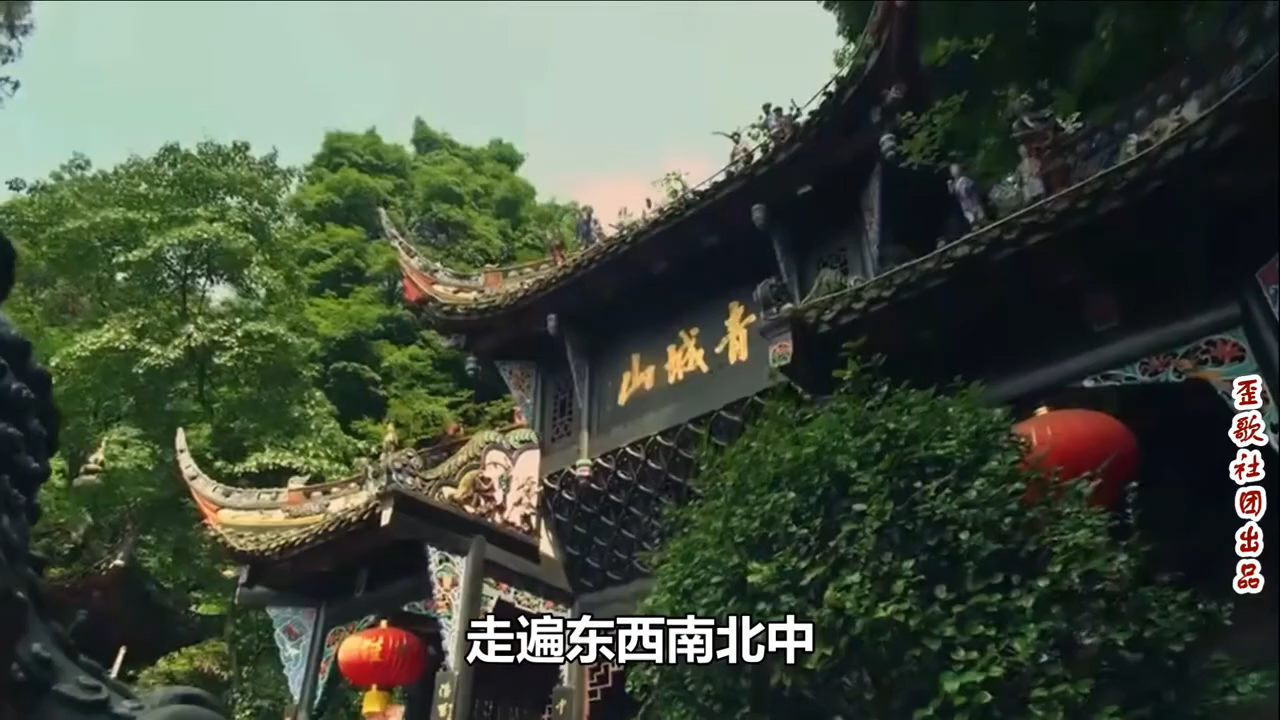 青城山
歪歌社团出品
走遍东西南北中